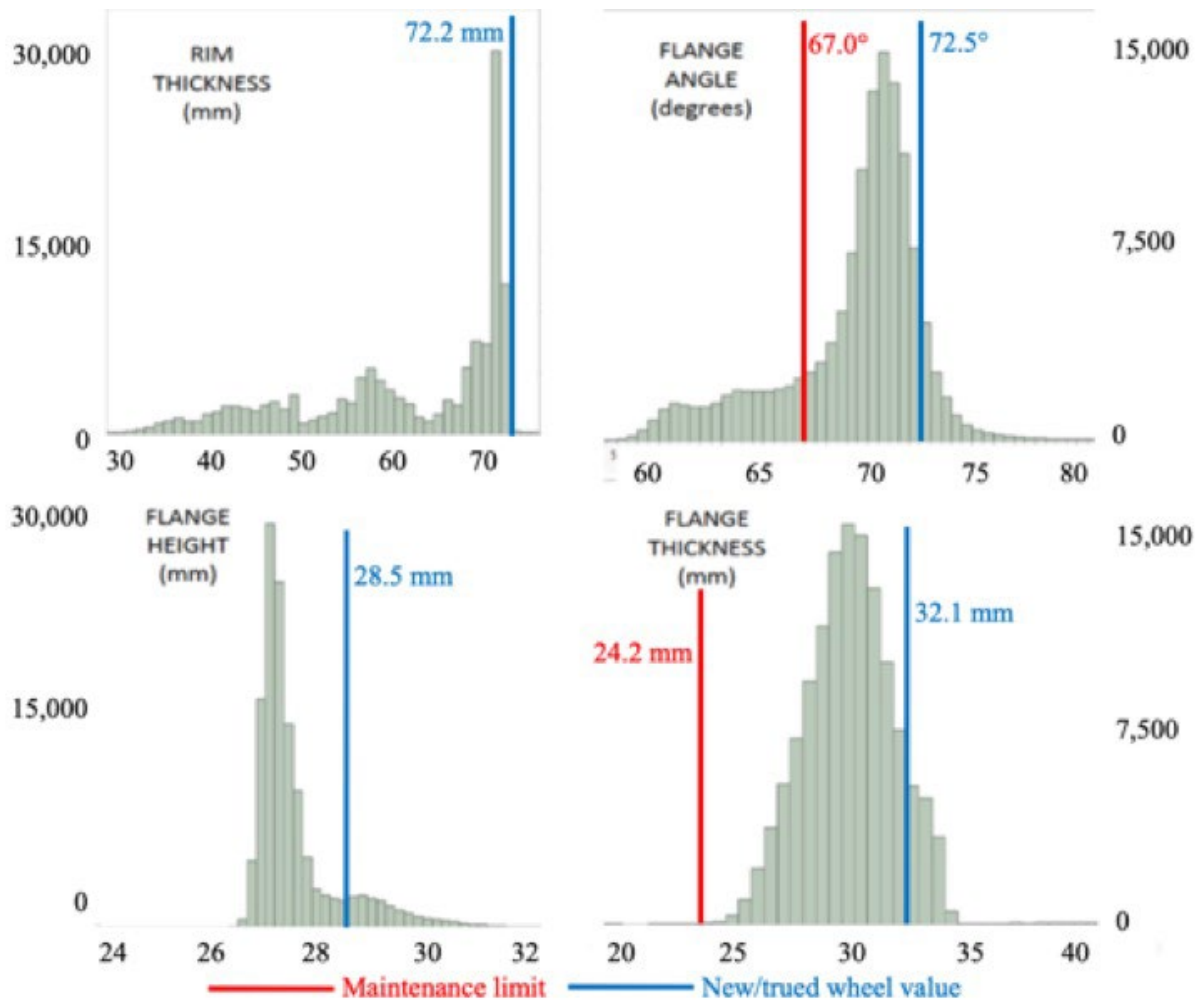 72.2 mm
30,000
RIM
THICKNESS
(mm)
15,000
0
30 40 50 60 70
67.0°
72.5°
15,000
FLANGE
ANGLE
(degrees)
7,500
0
60 65 70 75 80
30,000
FLANGE
HEIGHT
(mm)
28.5 mm
15,000
0
24 26 28 30 32
FLANGE
THICKNESS
(mm)
15,000
32.1 mm
24.2 mm
7,500
0
20 25 30 35 40
Maintenance limit New/trued wheel value